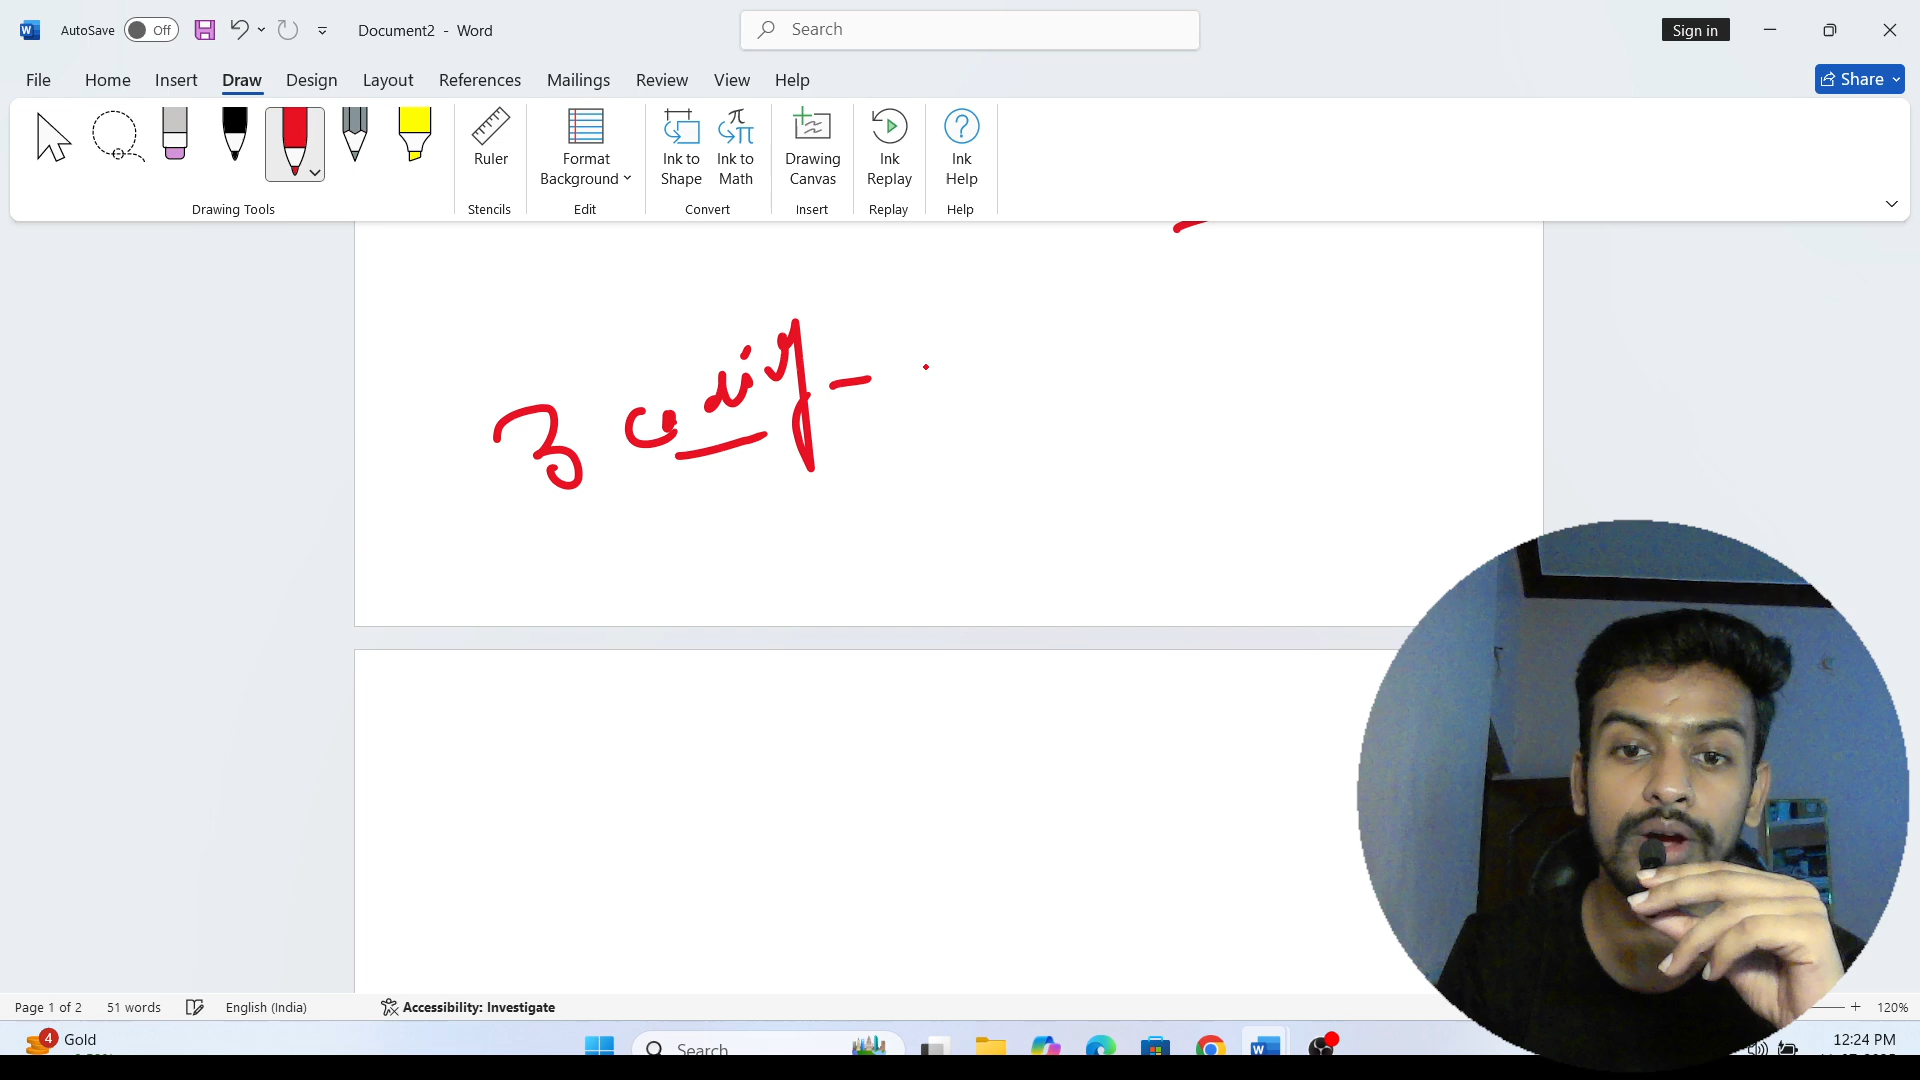 AutoSave Off Document2 - Word Search Sign in
File Home Insert Draw Design Layout References Mailings Review View Help Share
Ruler Format Background Ink to Shape Ink to Math Drawing Canvas Ink Replay Ink Help
Drawing Tools Stencils Edit Convert Insert Replay Help
3
Page 1 of 2 51 words English (India) Accessibility: Investigate 120%
4 Gold Search 12:24 PM